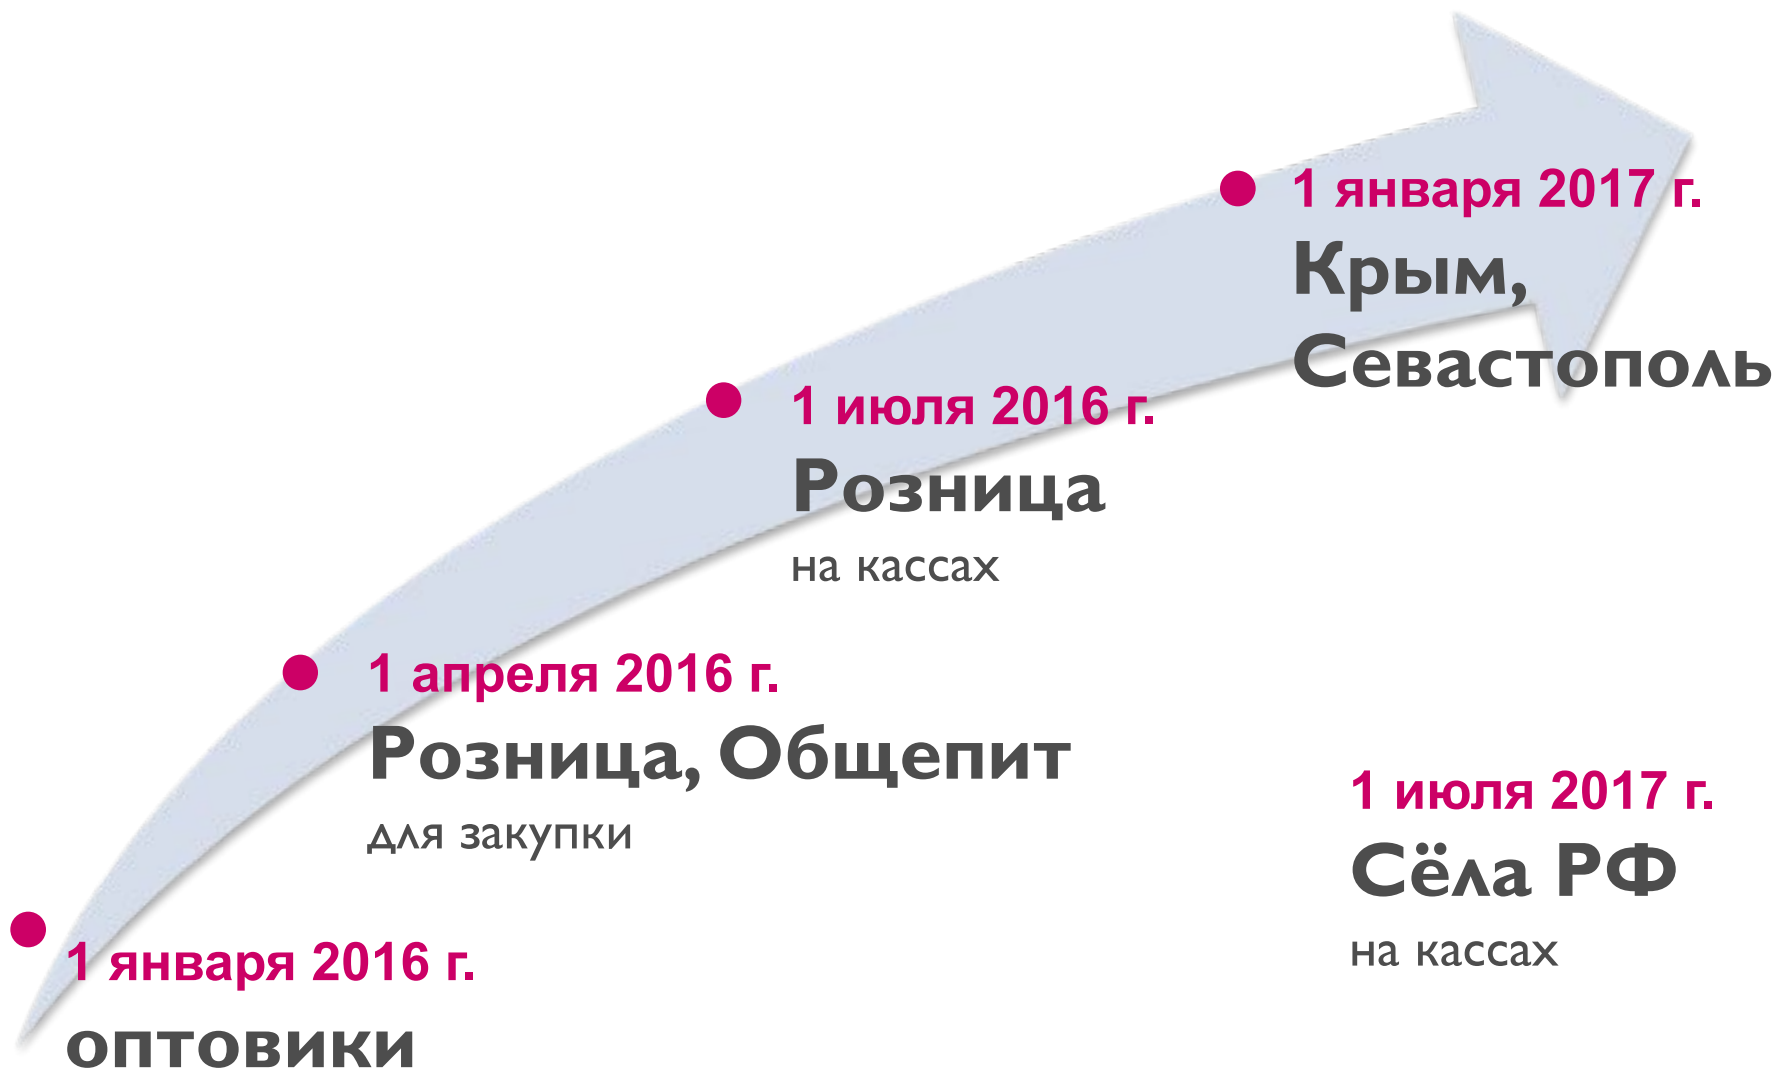 1 января 2017 г.
Крым,
Севастополь
1 июля 2016 г.
Розница
на кассах
1 апреля 2016 г.
Розница, Общепит
для закупки
1 июля 2017 г.
Сёла РФ
на кассах
1 января 2016 г.
оптовики